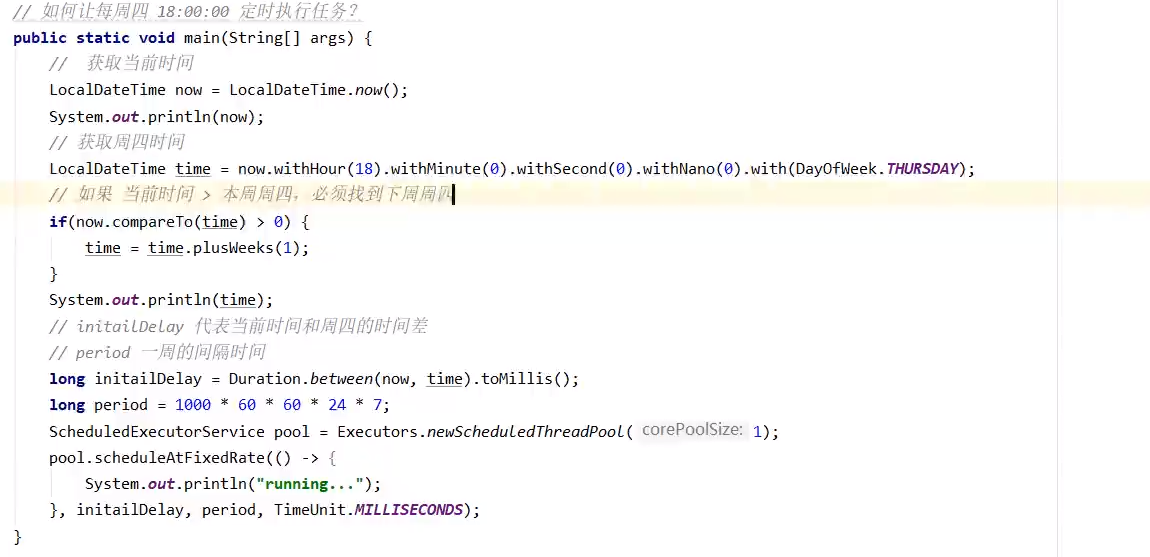 // 如何让每周四 18:00:00 定时执行任务？
public static void main(String[] args) {
// 获取当前时间
LocalDateTime now = LocalDateTime.now();
System.out.println(now);
// 获取周四时间
LocalDateTime time = now.withHour(18).withMinute(0).withSecond(0).withNano(0).with(DayOfWeek.THURSDAY);
// 如果 当前时间 > 本周周四，必须找到下周周四
if(now.compareTo(time) > 0) {
time = time.plusWeeks(1);
}
System.out.println(time);
// initailDelay 代表当前时间和周四的时间差
// period 一周的间隔时间
long initailDelay = Duration.between(now, time).toMillis();
long period = 1000 * 60 * 60 * 24 * 7;
ScheduledExecutorService pool = Executors.newScheduledThreadPool( corePoolSize: 1);
pool.scheduleAtFixedRate(() -> {
System.out.println("running...");
}, initailDelay, period, TimeUnit.MILLISECONDS);
}